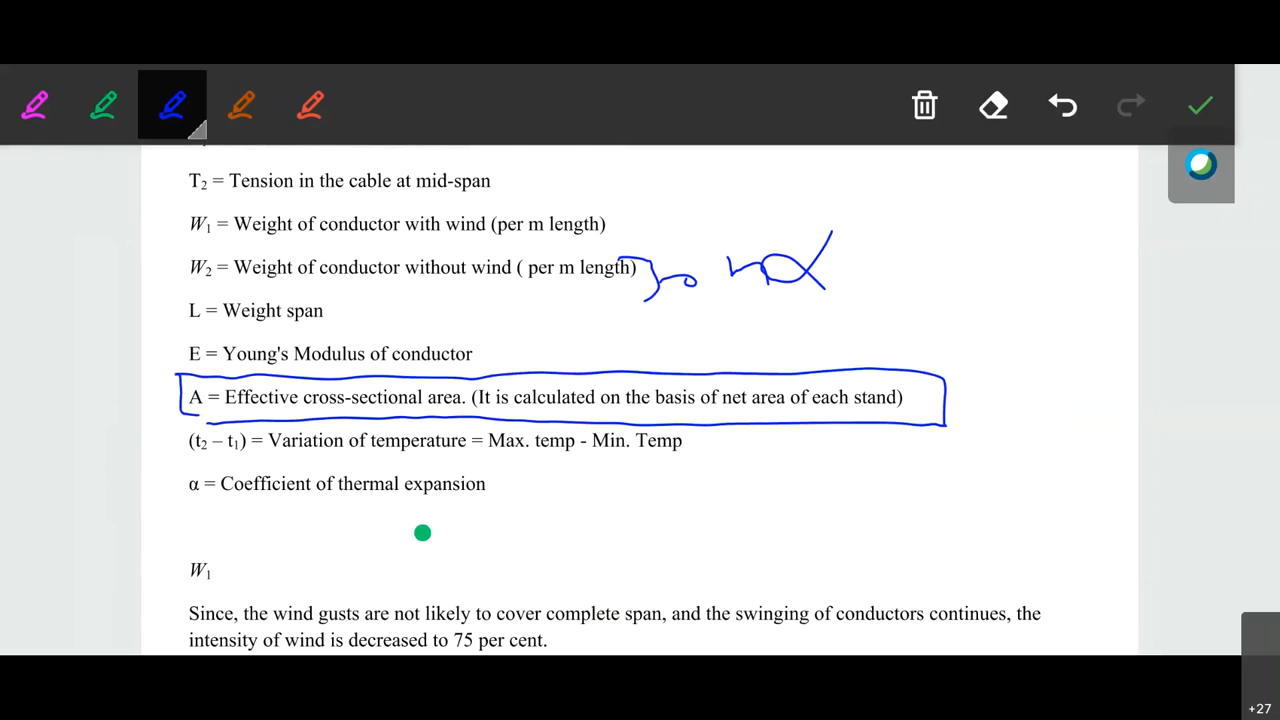 T₂ = Tension in the cable at mid-span
W₁ = Weight of conductor with wind (per m length)
W₂ = Weight of conductor without wind ( per m length)
L = Weight span
E = Young's Modulus of conductor
A = Effective cross-sectional area. (It is calculated on the basis of net area of each stand)
(t₂ – t₁) = Variation of temperature = Max. temp - Min. Temp
α = Coefficient of thermal expansion
W₁
Since, the wind gusts are not likely to cover complete span, and the swinging of conductors continues, the
intensity of wind is decreased to 75 per cent.
+27